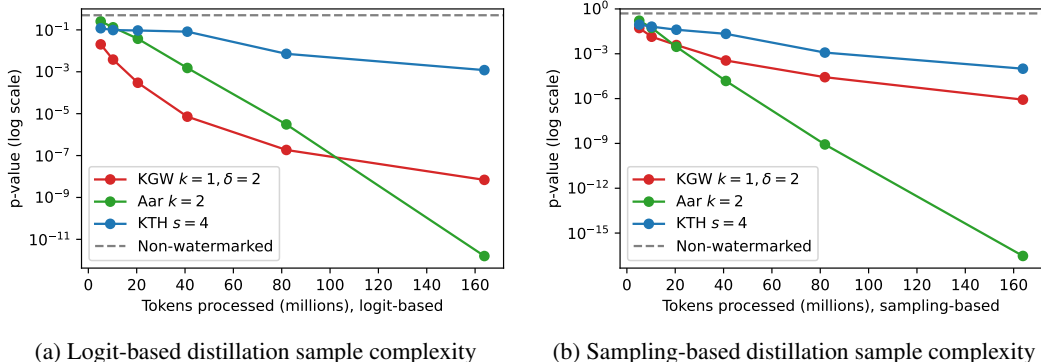 10⁻¹
10⁻³
10⁻⁵
10⁻⁷
10⁻⁹
10⁻¹¹
p-value (log scale)
KGW k = 1, δ = 2
Aar k = 2
KTH s = 4
Non-watermarked
0 20 40 60 80 100 120 140 160
Tokens processed (millions), logit-based
(a) Logit-based distillation sample complexity
10⁰
10⁻³
10⁻⁶
10⁻⁹
10⁻¹²
10⁻¹⁵
p-value (log scale)
KGW k = 1, δ = 2
Aar k = 2
KTH s = 4
Non-watermarked
0 20 40 60 80 100 120 140 160
Tokens processed (millions), sampling-based
(b) Sampling-based distillation sample complexity